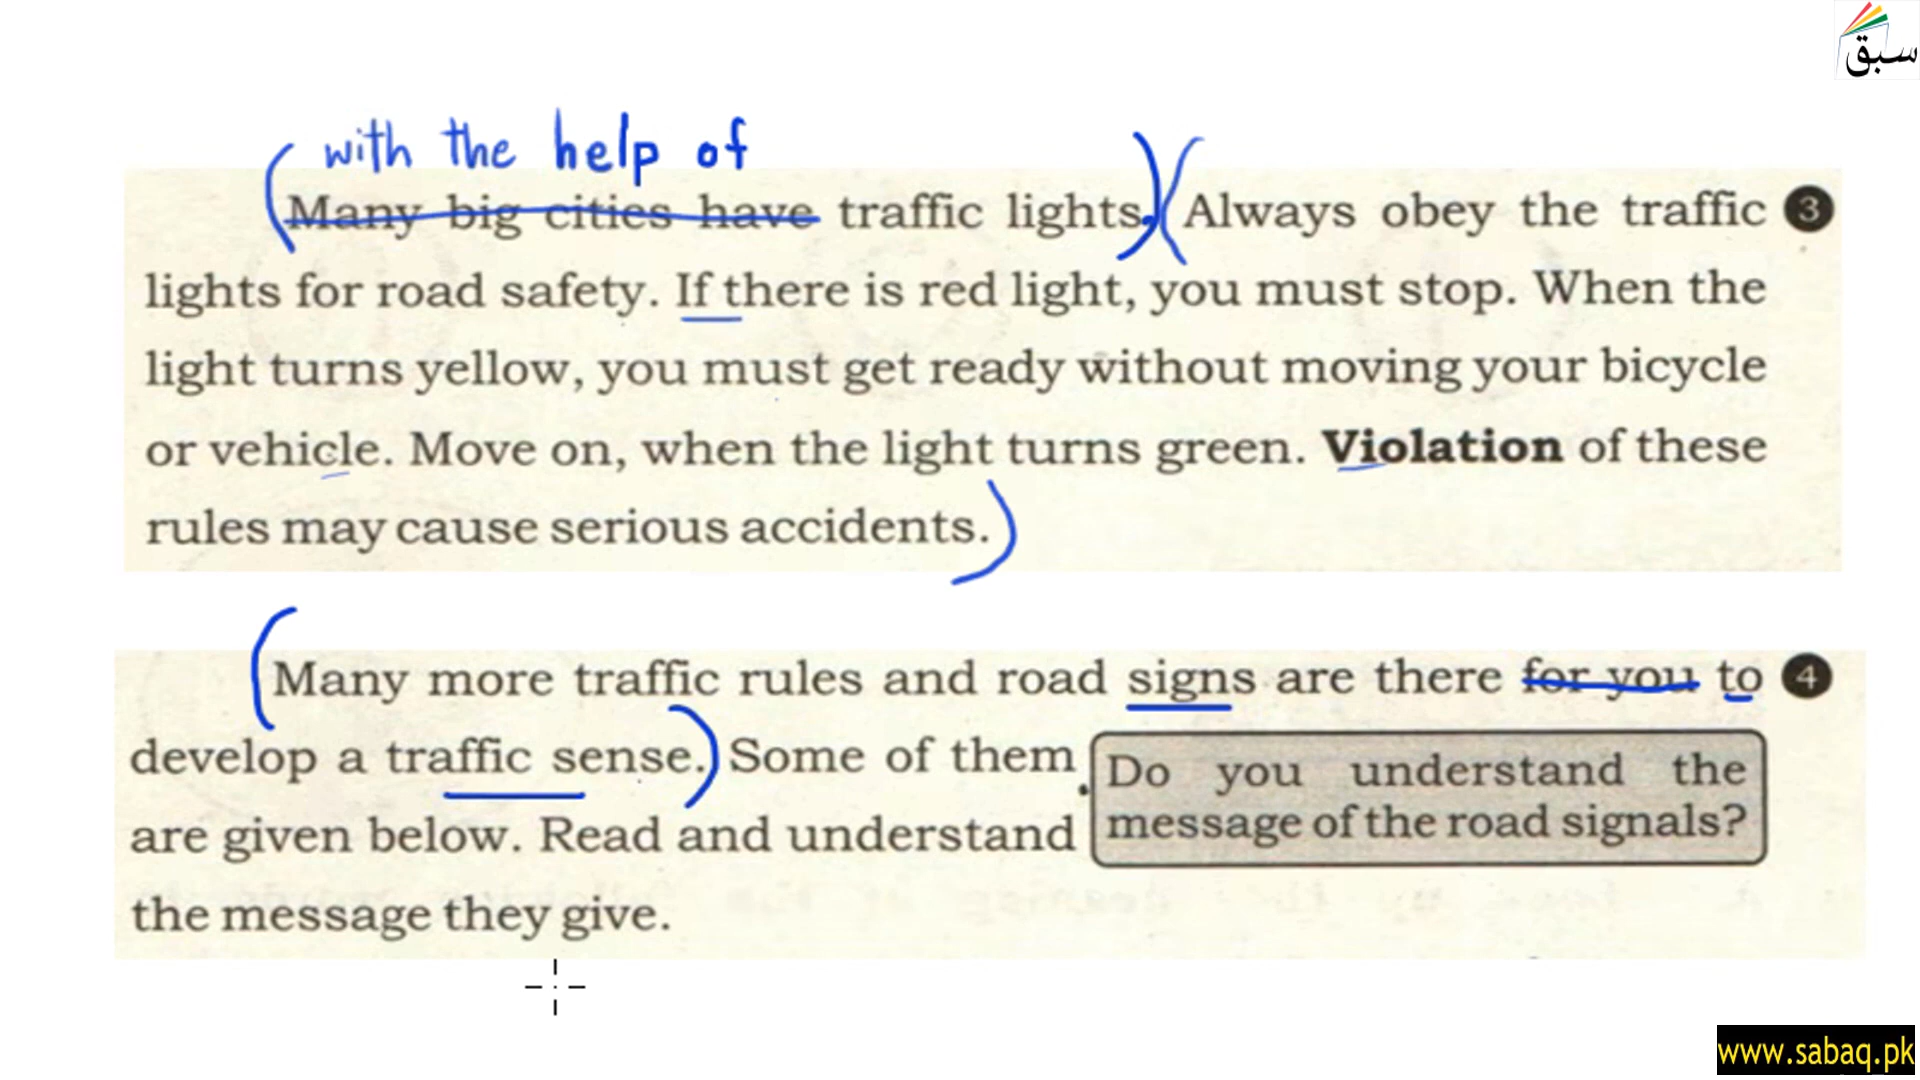 سبق
with the help of
Many big cities have traffic lights. Always obey the traffic 3
lights for road safety. If there is red light, you must stop. When the
light turns yellow, you must get ready without moving your bicycle
or vehicle. Move on, when the light turns green. Violation of these
rules may cause serious accidents.
Many more traffic rules and road signs are there for you to 4
develop a traffic sense. Some of them
are given below. Read and understand
the message they give.
Do you understand the
message of the road signals?
www.sabaq.pk